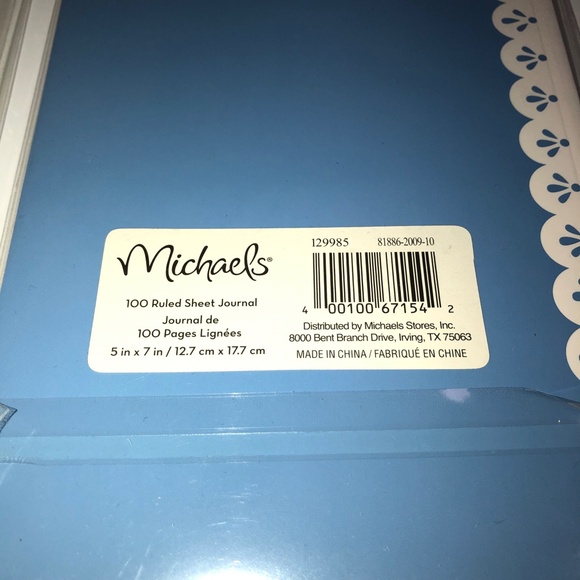 Michaels®
100 Ruled Sheet Journal
Journal de
100 Pages Lignées
5 in x 7 in / 12.7 cm x 17.7 cm
129985 81886-2009-10
4 00100 67154 2
Distributed by Michaels Stores, Inc.
8000 Bent Branch Drive, Irving, TX 75063
MADE IN CHINA / FABRIQUÉ EN CHINE